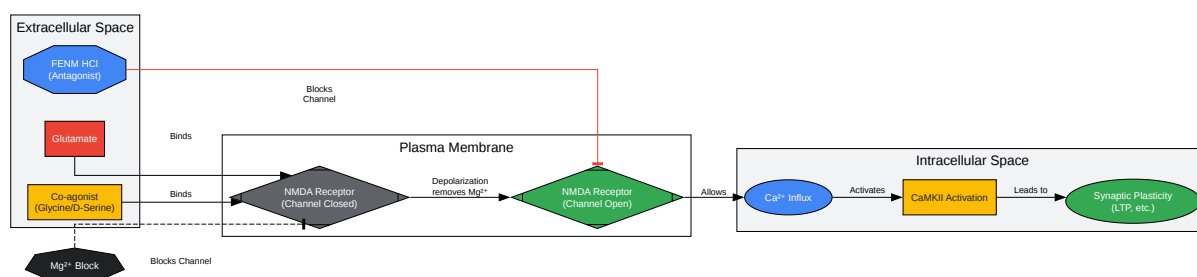 Extracellular Space
FENM HCl
(Antagonist)
Blocks
Channel
Glutamate
Binds
Plasma Membrane
Co-agonist
(Glycine/D-Serine)
Binds
NMDA Receptor
(Channel Closed)
Depolarization
removes Mg²⁺
NMDA Receptor
(Channel Open)
Allows
Intracellular Space
Ca²⁺ Influx
Activates
CaMKII Activation
Leads to
Synaptic Plasticity
(LTP, etc.)
Mg²⁺ Block
Blocks Channel